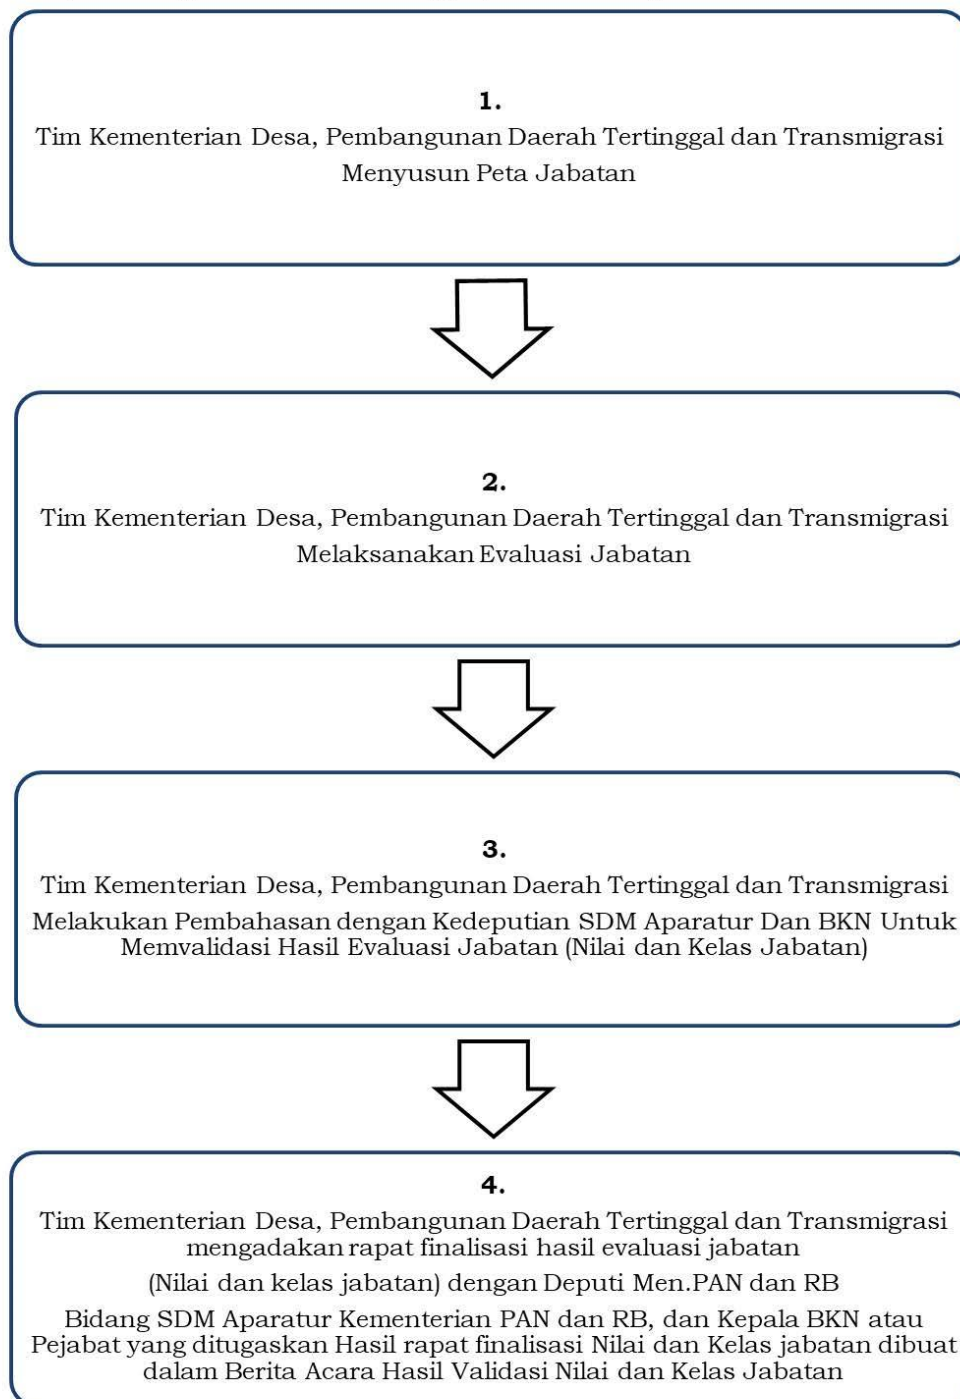 1.
Tim Kementerian Desa, Pembangunan Daerah Tertinggal dan Transmigrasi
Menyusun Peta Jabatan
2.
Tim Kementerian Desa, Pembangunan Daerah Tertinggal dan Transmigrasi
Melaksanakan Evaluasi Jabatan
3.
Tim Kementerian Desa, Pembangunan Daerah Tertinggal dan Transmigrasi
Melakukan Pembahasan dengan Kedeputian SDM Aparatur Dan BKN Untuk
Memvalidasi Hasil Evaluasi Jabatan (Nilai dan Kelas Jabatan)
4.
Tim Kementerian Desa, Pembangunan Daerah Tertinggal dan Transmigrasi
mengadakan rapat finalisasi hasil evaluasi jabatan
(Nilai dan kelas jabatan) dengan Deputi Men.PAN dan RB
Bidang SDM Aparatur Kementerian PAN dan RB, dan Kepala BKN atau
Pejabat yang ditugaskan Hasil rapat finalisasi Nilai dan Kelas jabatan dibuat
dalam Berita Acara Hasil Validasi Nilai dan Kelas Jabatan